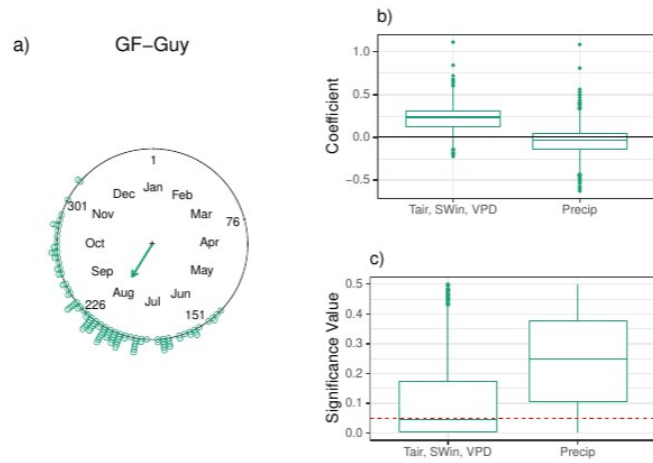 a)
GF−Guy
1
Jan
Feb
Mar
76
Apr
May
Jun
151
Jul
Aug
226
Sep
Oct
Nov
301
Dec
b)
Coefficient
1.0
0.5
0.0
−0.5
Tair, SWin, VPD
Precip
c)
Significance Value
0.5
0.4
0.3
0.2
0.1
0.0
Tair, SWin, VPD
Precip